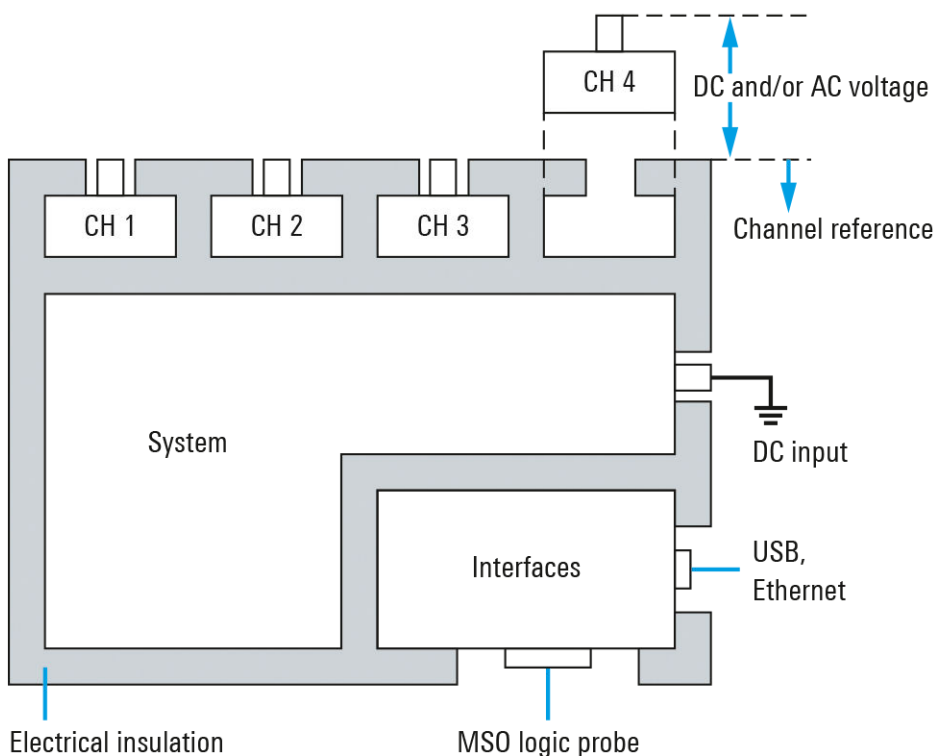 CH 4
DC and/or AC voltage
CH 1
CH 2
CH 3
Channel reference
System
DC input
Interfaces
USB,
Ethernet
Electrical insulation
MSO logic probe